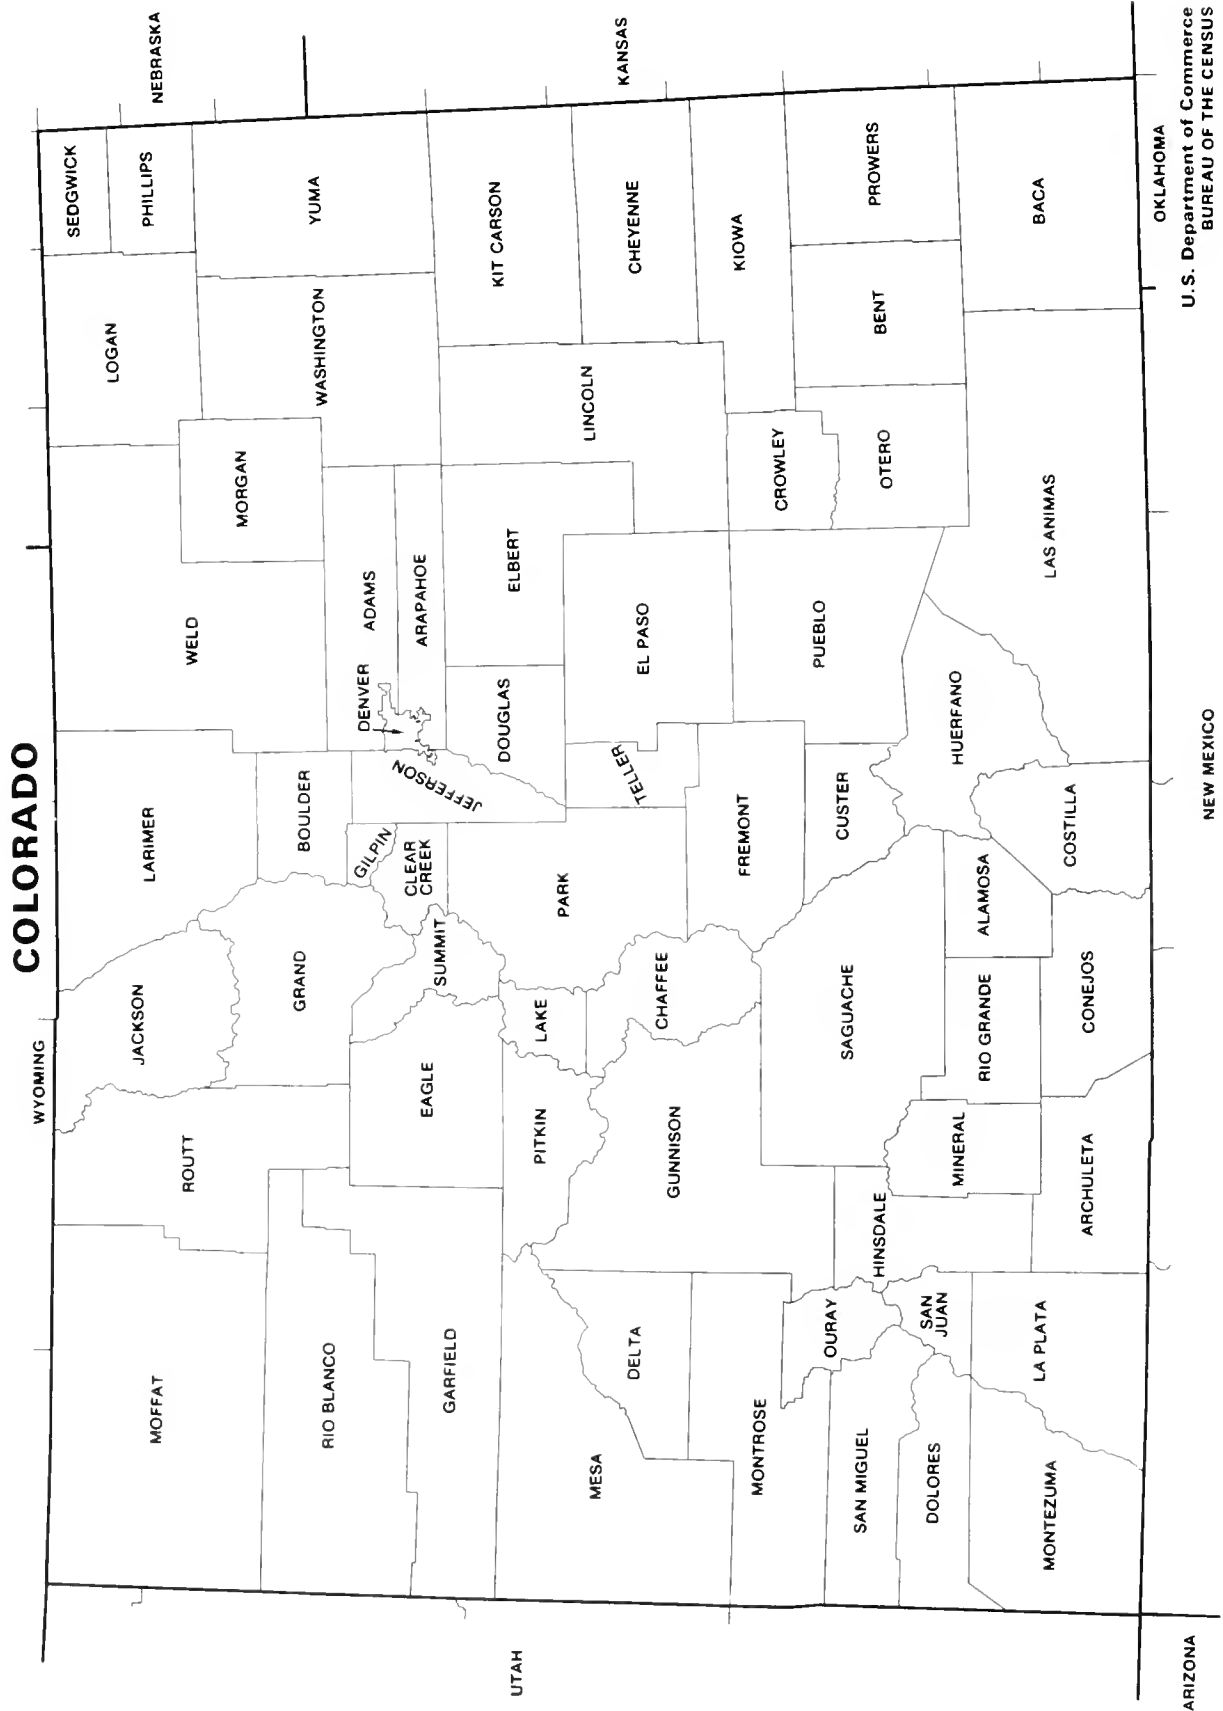 COLORADO
WYOMING
NEBRASKA
KANSAS
UTAH
ARIZONA
NEW MEXICO
OKLAHOMA
MOFFAT
ROUTT
JACKSON
LARIMER
WELD
LOGAN
SEDGWICK
PHILLIPS
MORGAN
WASHINGTON
YUMA
RIO BLANCO
GRAND
BOULDER
GILPIN
CLEAR
CREEK
JEFFERSON
DENVER
ADAMS
ARAPAHOE
GARFIELD
EAGLE
SUMMIT
PITKIN
LAKE
PARK
DOUGLAS
ELBERT
LINCOLN
KIT CARSON
CHEYENNE
MESA
DELTA
GUNNISON
CHAFFEE
TELLER
EL PASO
FREMONT
KIOWA
MONTROSE
OURAY
SAN MIGUEL
DOLORES
SAN
JUAN
HINSDALE
SAGUACHE
CUSTER
PUEBLO
CROWLEY
OTERO
BENT
PROWERS
MINERAL
RIO GRANDE
ALAMOSA
HUERFANO
MONTEZUMA
LA PLATA
ARCHULETA
CONEJOS
COSTILLA
LAS ANIMAS
BACA
U.S. Department of Commerce
BUREAU OF THE CENSUS